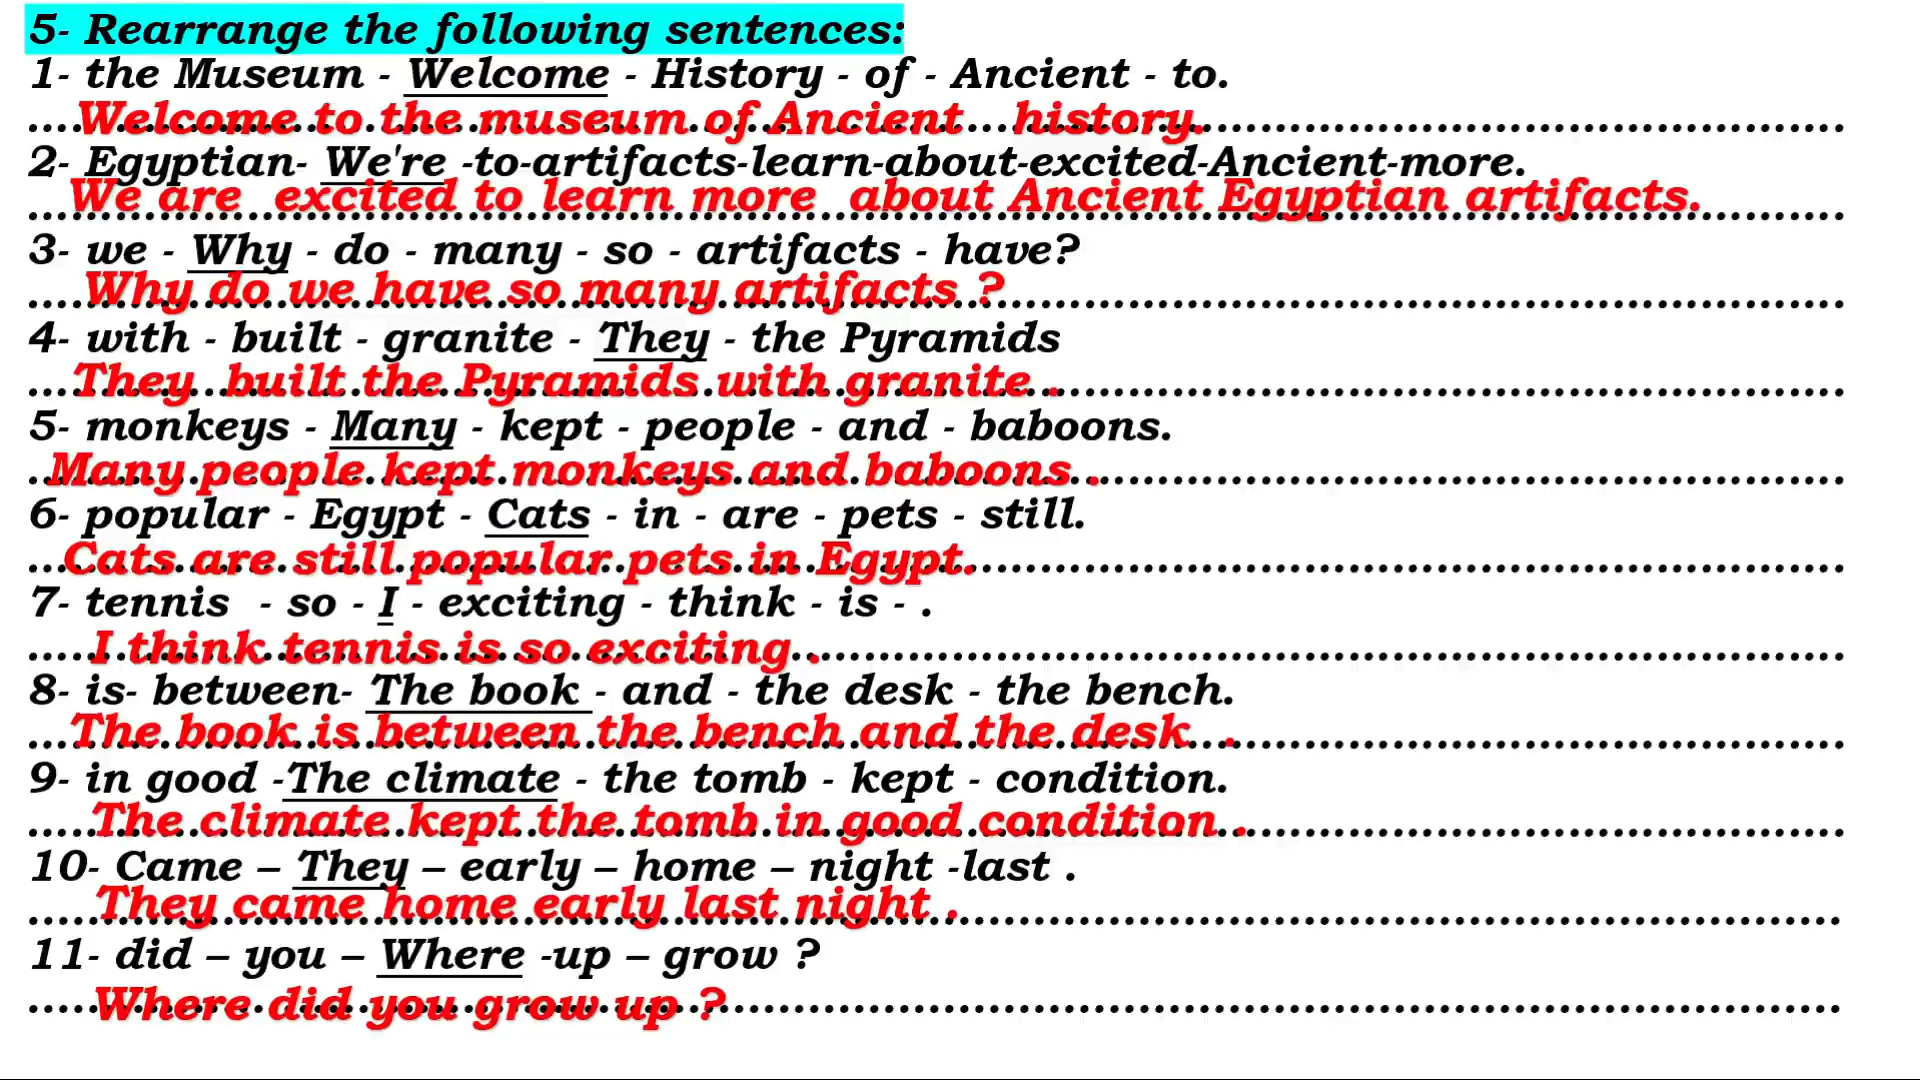 5- Rearrange the following sentences:
1- the Museum - Welcome - History - of - Ancient - to.
Welcome to the museum of Ancient history.
2- Egyptian- We're -to-artifacts-learn-about-excited-Ancient-more.
We are excited to learn more about Ancient Egyptian artifacts.
3- we - Why - do - many - so - artifacts - have?
Why do we have so many artifacts ?
4- with - built - granite - They - the Pyramids
They built the Pyramids with granite .
5- monkeys - Many - kept - people - and - baboons.
Many people kept monkeys and baboons .
6- popular - Egypt - Cats - in - are - pets - still.
Cats are still popular pets in Egypt.
7- tennis - so - I - exciting - think - is - .
I think tennis is so exciting .
8- is- between- The book - and - the desk - the bench.
The book is between the bench and the desk .
9- in good -The climate - the tomb - kept - condition.
The climate kept the tomb in good condition .
10- Came – They – early – home – night -last .
They came home early last night .
11- did – you – Where -up – grow ?
Where did you grow up ?